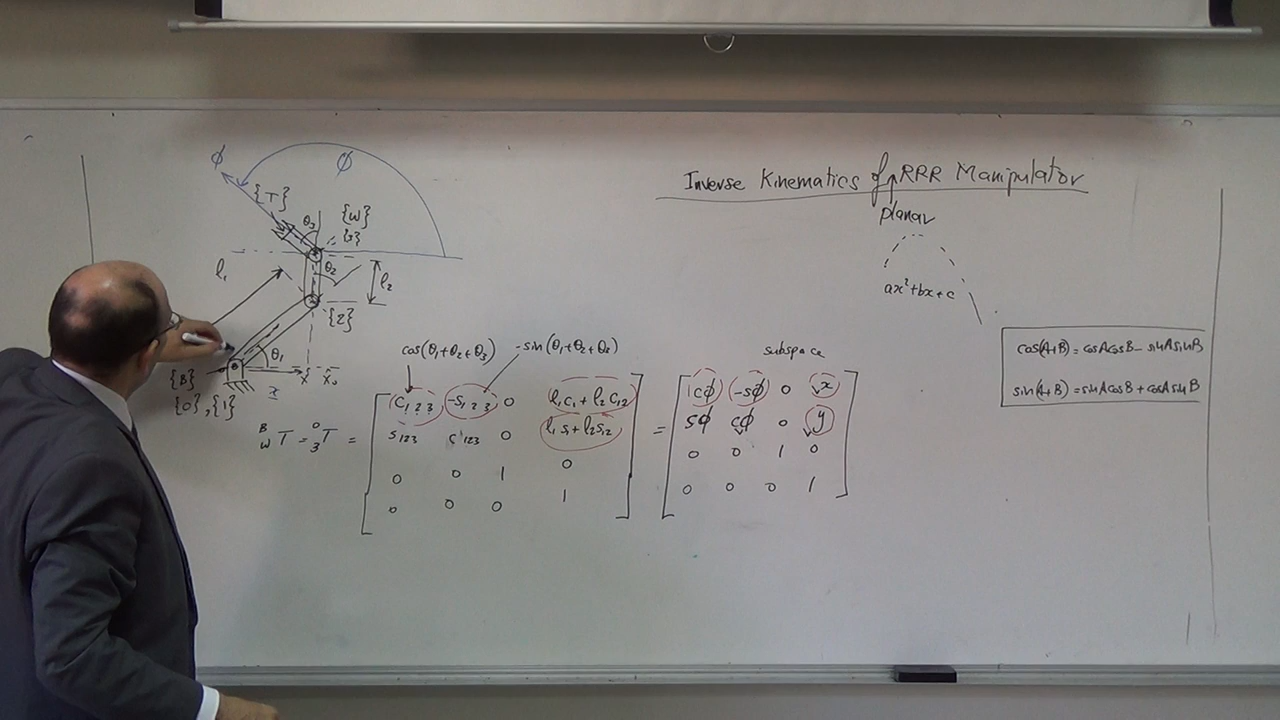 Inverse Kinematics of RRR Manipulator
planar
ax²+bx+c
cos(A+B) = cosAcosB - sinAsinB
sin(A+B) = sinAcosB + cosAsinB
ϕ
ϕ
{T}
θ₃
{W}
{3}
θ₂
l₁
l₂
{2}
θ₁
{B}
{0},{1}
x
X X₀
cos(θ₁+θ₂+θ₃)
-sin(θ₁+θ₂+θ₃)
subspace
C₁₂₃ -S₁₂₃ 0 l₁c₁ + l₂c₁₂ cϕ -sϕ 0 x
ᴮ_W T = ⁰₃T = S₁₂₃ C₁₂₃ 0 l₁s₁ + l₂s₁₂ = sϕ cϕ 0 y
0 0 1 0 0 0 1 0
0 0 0 1 0 0 0 1